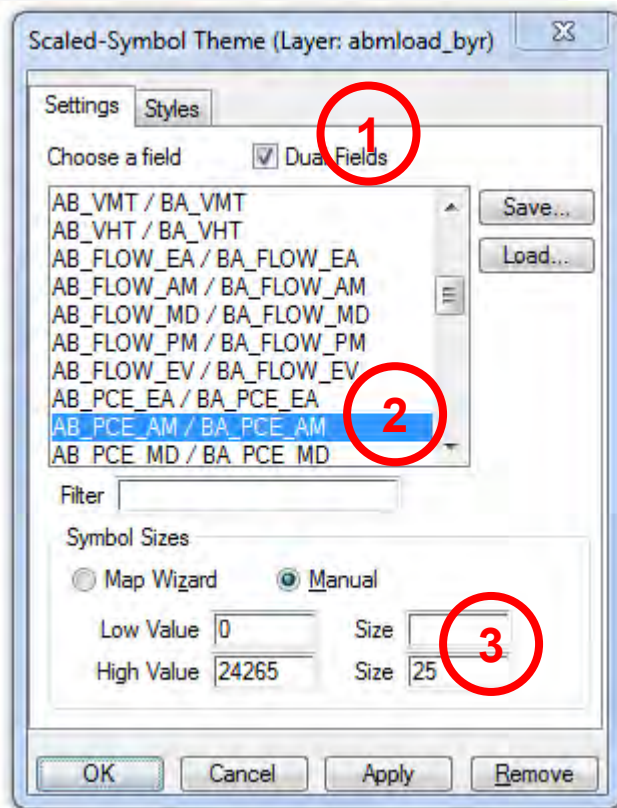 Scaled-Symbol Theme (Layer: abmload_byr)
Settings Styles
1
Choose a field Dual Fields
AB_VMT / BA_VMT
Save...
AB_VHT / BA_VHT
AB_FLOW_EA / BA_FLOW_EA
Load...
AB_FLOW_AM / BA_FLOW_AM
AB_FLOW_MD / BA_FLOW_MD
AB_FLOW_PM / BA_FLOW_PM
AB_FLOW_EV / BA_FLOW_EV
AB_PCE_EA / BA_PCE_EA
2
AB_PCE_AM / BA_PCE_AM
AB_PCE_MD / BA_PCE_MD
Filter
Symbol Sizes
Map Wizard Manual
Low Value 0 Size
3
High Value 24265 Size 25
OK Cancel Apply Remove